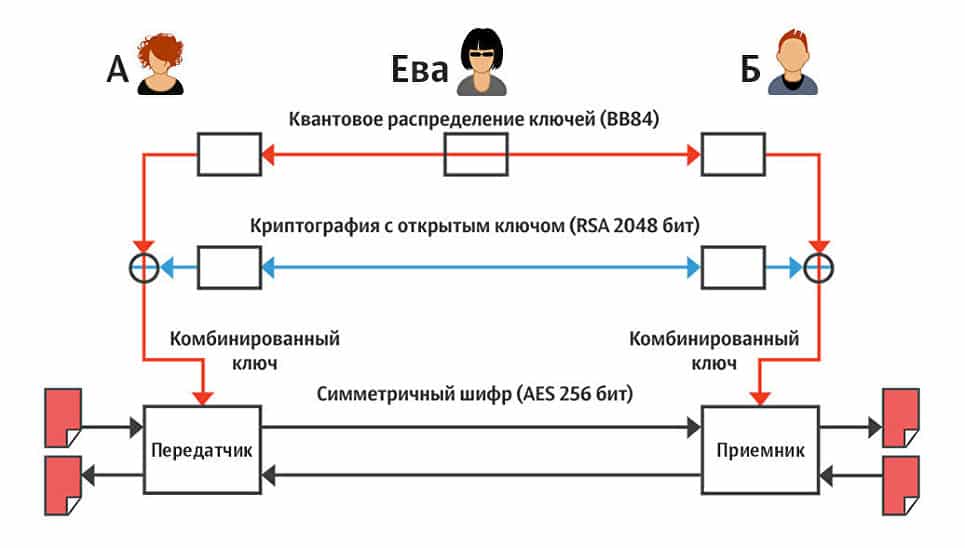 А
Ева
Б
Квантовое распределение ключей (BB84)
Криптография с открытым ключом (RSA 2048 бит)
Комбинированный
ключ
Комбинированный
ключ
Симметричный шифр (AES 256 бит)
Передатчик
Приемник